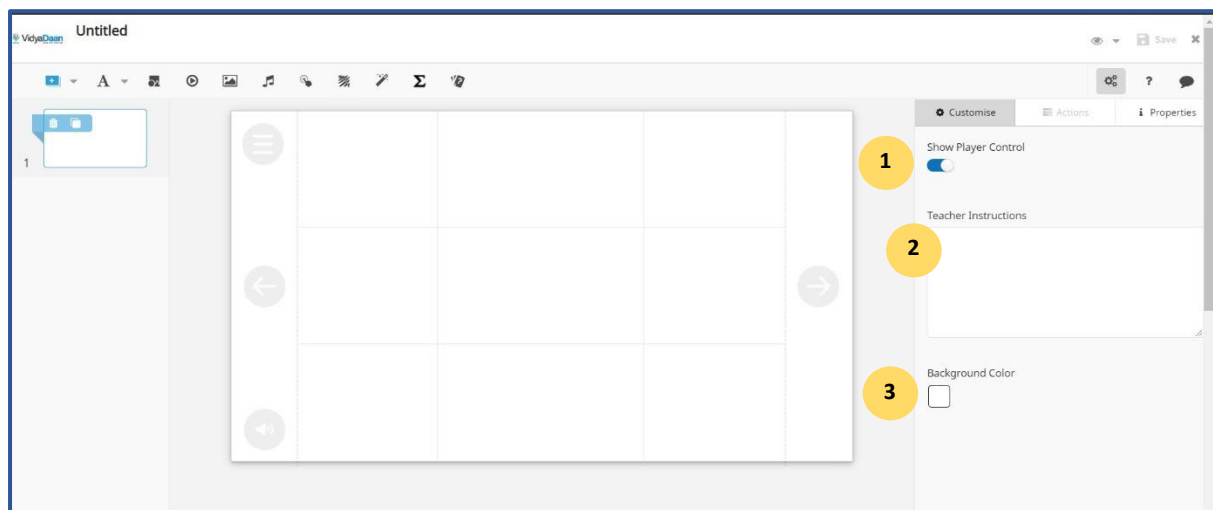 VidyaDaan
Untitled
Save
A
Σ
?
1
Customise
Actions
i Properties
Show Player Control
1
Teacher Instructions
2
Background Color
3